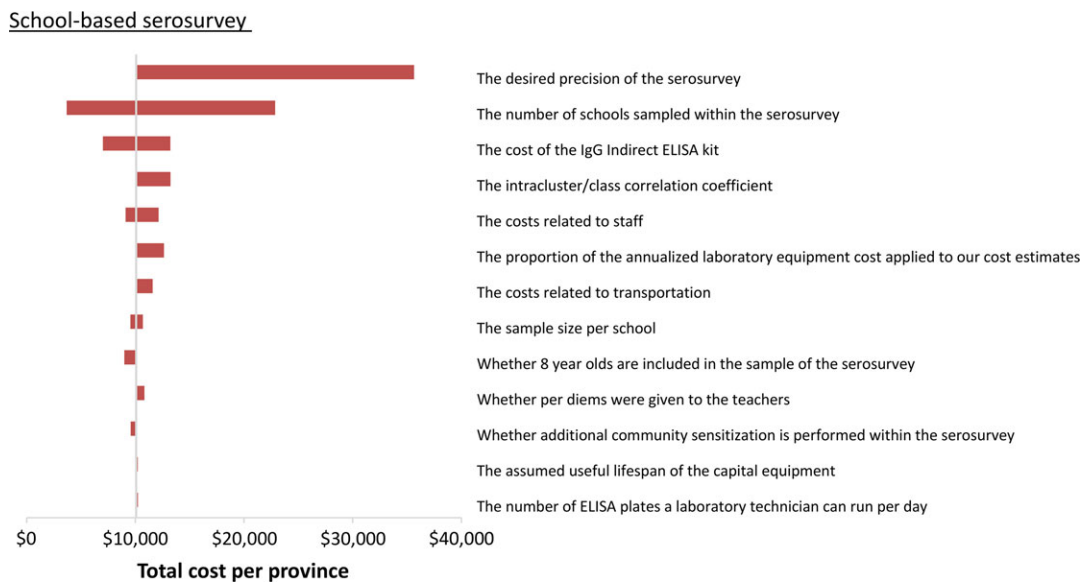 School-based serosurvey
The desired precision of the serosurvey
The number of schools sampled within the serosurvey
The cost of the IgG Indirect ELISA kit
The intracluster/class correlation coefficient
The costs related to staff
The proportion of the annualized laboratory equipment cost applied to our cost estimates
The costs related to transportation
The sample size per school
Whether 8 year olds are included in the sample of the serosurvey
Whether per diems were given to the teachers
Whether additional community sensitization is performed within the serosurvey
The assumed useful lifespan of the capital equipment
The number of ELISA plates a laboratory technician can run per day
$0 $10,000 $20,000 $30,000 $40,000
Total cost per province